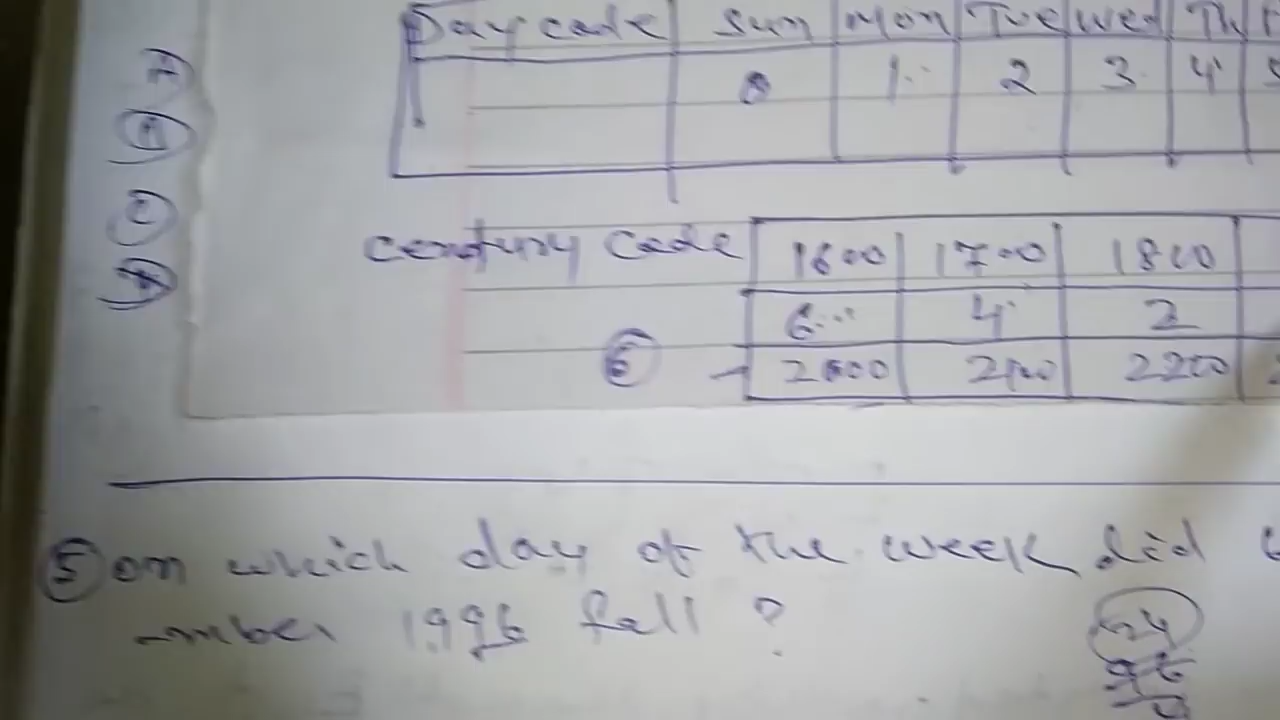 Day code Sun Mon Tue Wed Th
0 1 2 3 4
Century Code 1600 1700 1800
6 4 2
6 2000 2100 2200
5 on which day of the week did
-mber 1996 fall ?
24